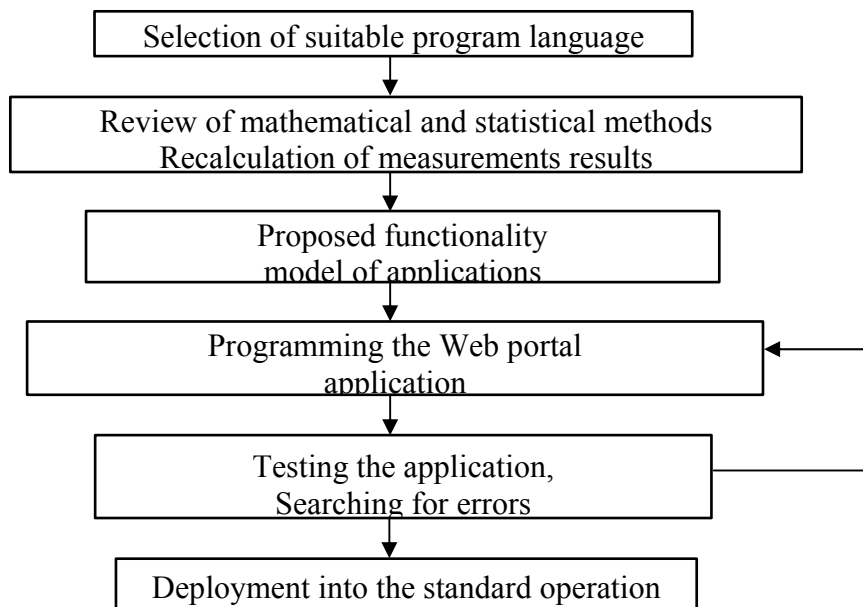 Selection of suitable program language
Review of mathematical and statistical methods
Recalculation of measurements results
Proposed functionality
model of applications
Programming the Web portal
application
Testing the application,
Searching for errors
Deployment into the standard operation